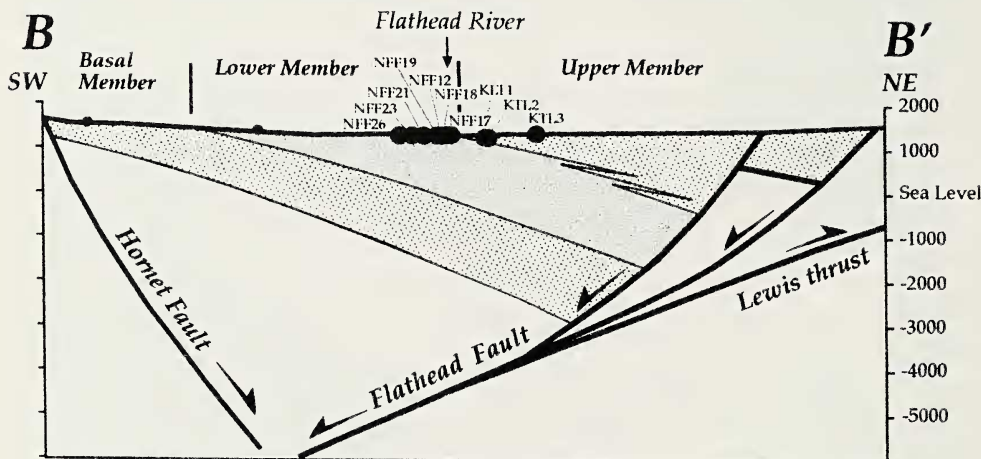 B
SW
Basal
Member
Lower Member
Flathead River
Upper Member
B'
NE
NFF19
NFF12
NFF21
NFF18
KTL1
NFF23
KTL2
NFF26
NFF17
KTL3
2000
1000
Sea Level
-1000
-2000
-3000
-4000
-5000
Hornet Fault
Flathead Fault
Lewis thrust